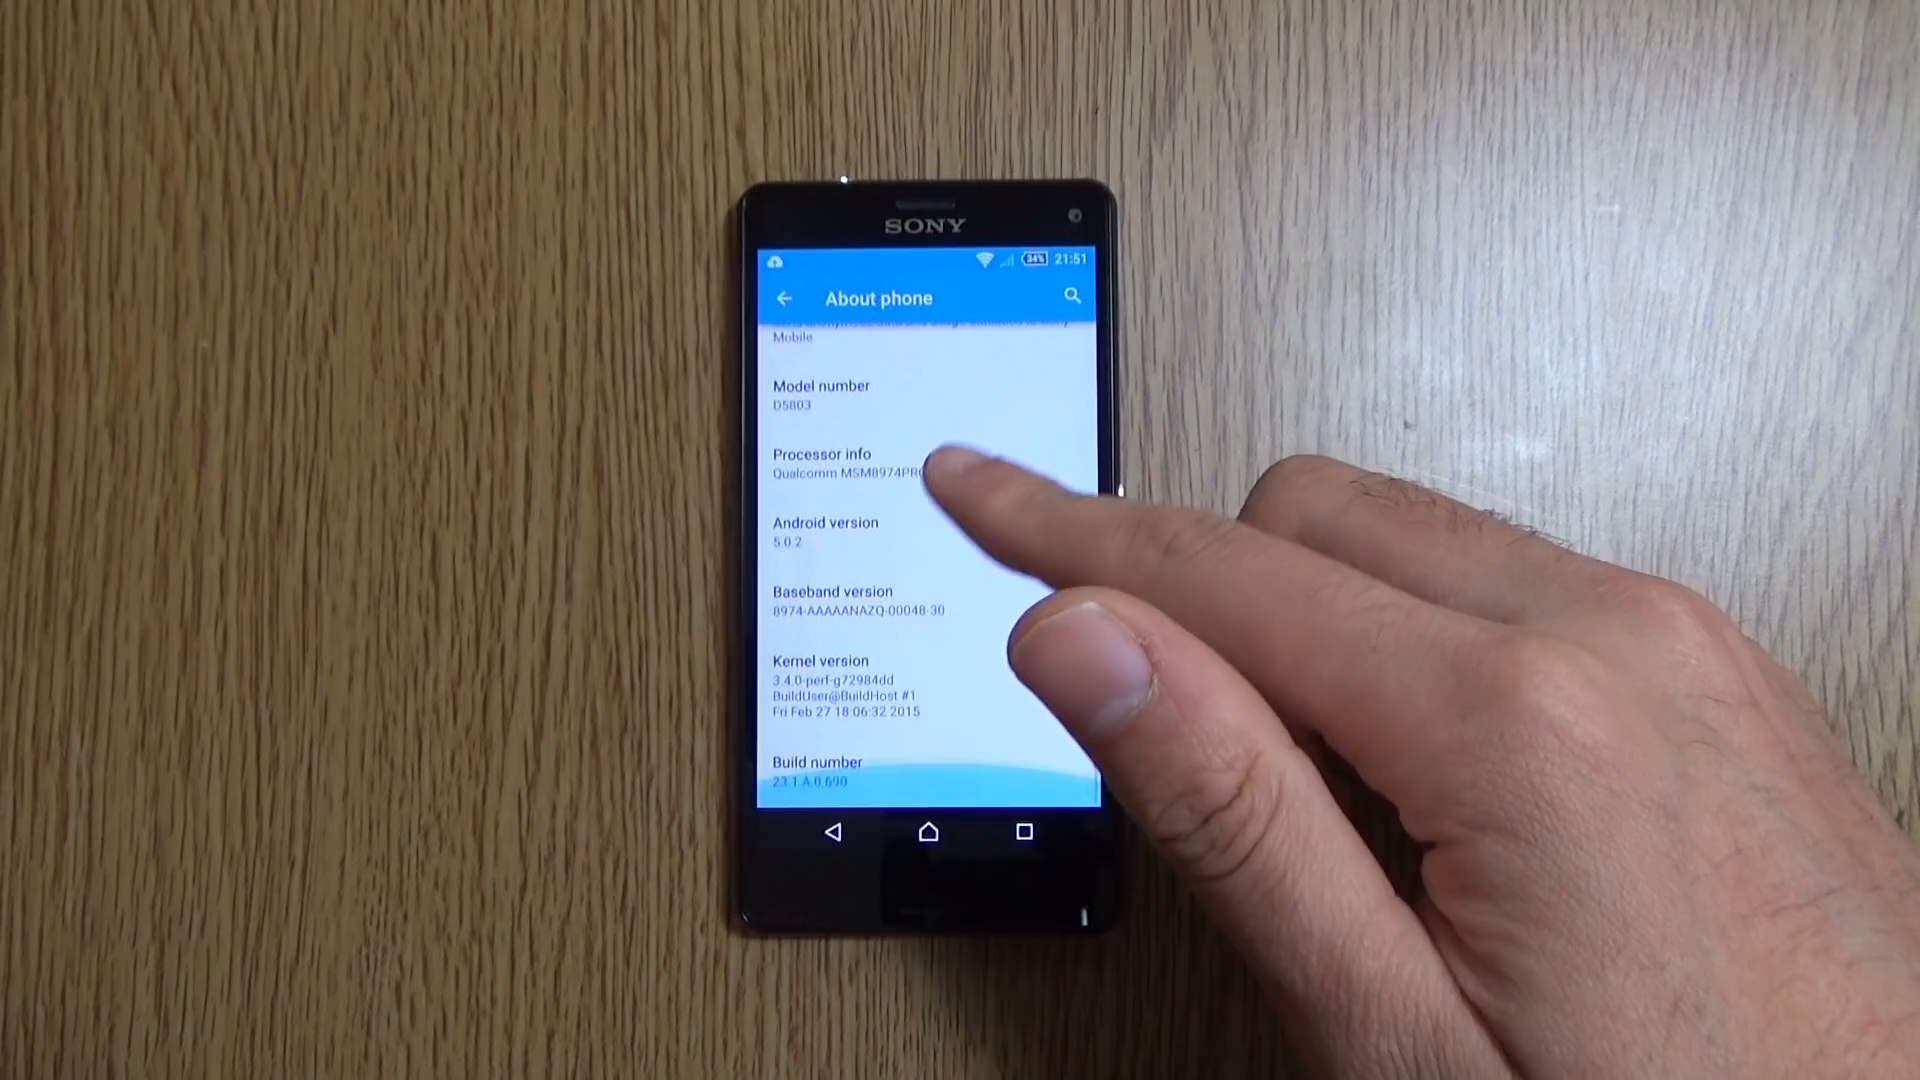 SONY
34% 21:51
About phone
Mobile
Model number
D5803
Processor info
Qualcomm MSM8974PR
Android version
5.0.2
Baseband version
8974-AAAAANAZQ-00048-30
Kernel version
3.4.0-perf-g72984dd
BuildUser@BuildHost #1
Fri Feb 27 18:06:32 2015
Build number
23.1.A.0.690